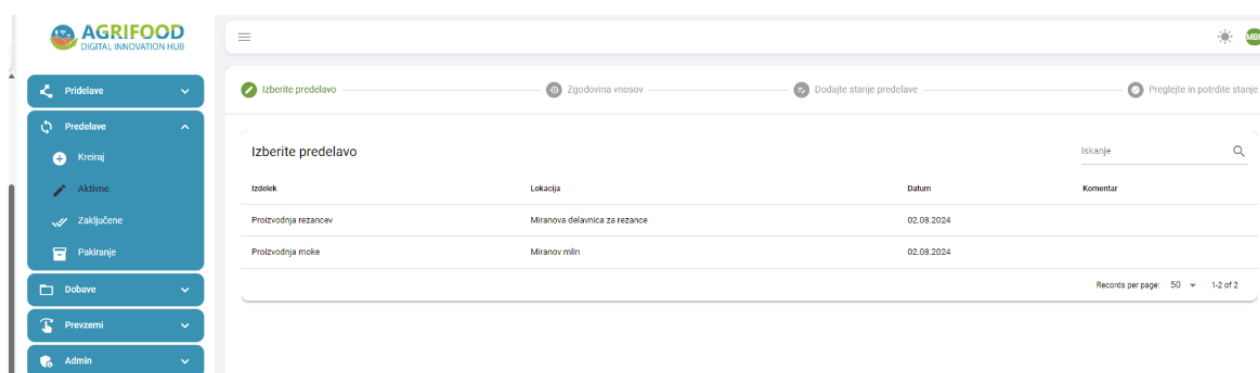 AGRIFOOD
DIGITAL INNOVATION HUB
MBI
Pridelave
Predelave
Kreiraj
Aktivne
Zaključene
Pakiranje
Dobave
Prevzemi
Admin
Izberite predelavo
Zgodovina vnosov
Dodajte stanje predelave
Preglejte in potrdite stanje
Izberite predelavo
Iskanje
Izdelek Lokacija Datum Komentar
Proizvodnja rezancev Miranova delavnica za rezance 02.08.2024
Proizvodnja moke Miranov mlin 02.08.2024
Records per page: 50 1-2 of 2